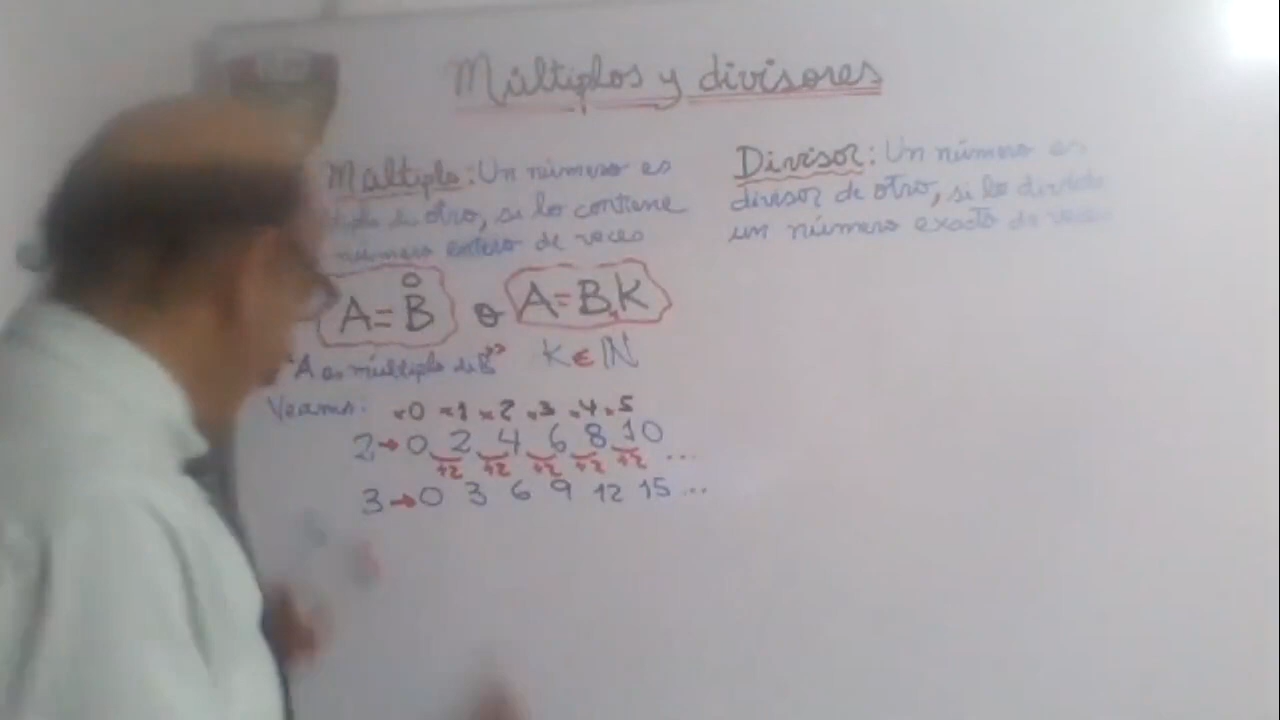 Múltiplos y divisores
Múltiplo: Un número es
de otro, si lo contiene
número entero de veces
A = B̊ o A = B.K
"A es múltiplo de B" K ∈ ℕ
Veamos: ×0 ×1 ×2 ×3 ×4 ×5
2→0 2 4 6 8 10 ...
+2 +2 +2 +2 +2
3→0 3 6 9 12 15 ...
Divisor: Un número es
divisor de otro, si lo divide
un número exacto de veces